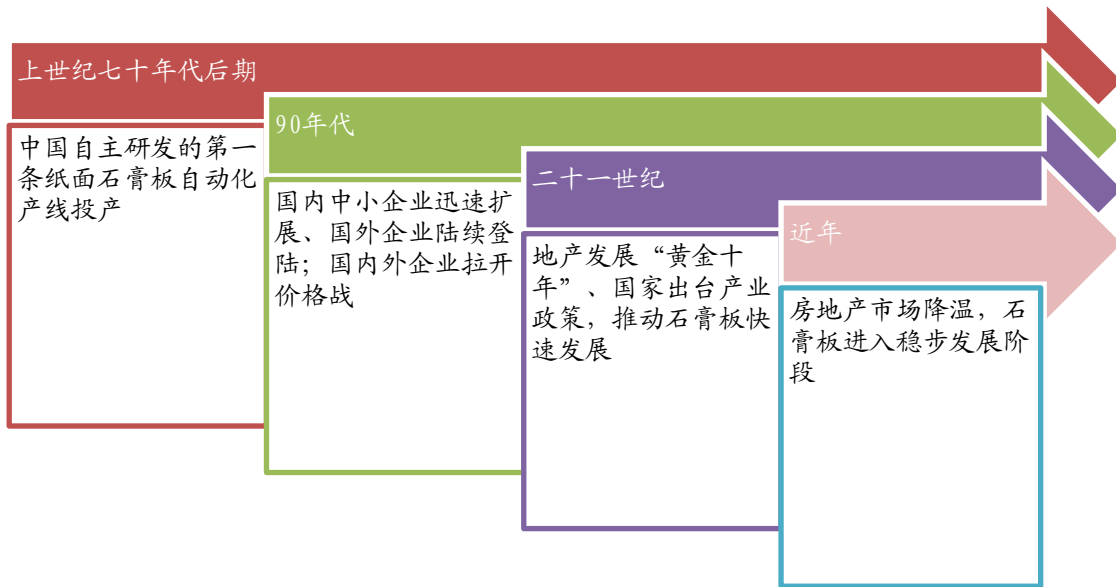 上世纪七十年代后期
中国自主研发的第一
条纸面石膏板自动化
产线投产
90年代
国内中小企业迅速扩
展、国外企业陆续登
陆；国内外企业拉开
价格战
二十一世纪
地产发展“黄金十
年”、国家出台产业
政策，推动石膏板快
速发展
近年
房地产市场降温，石
膏板进入稳步发展阶
段